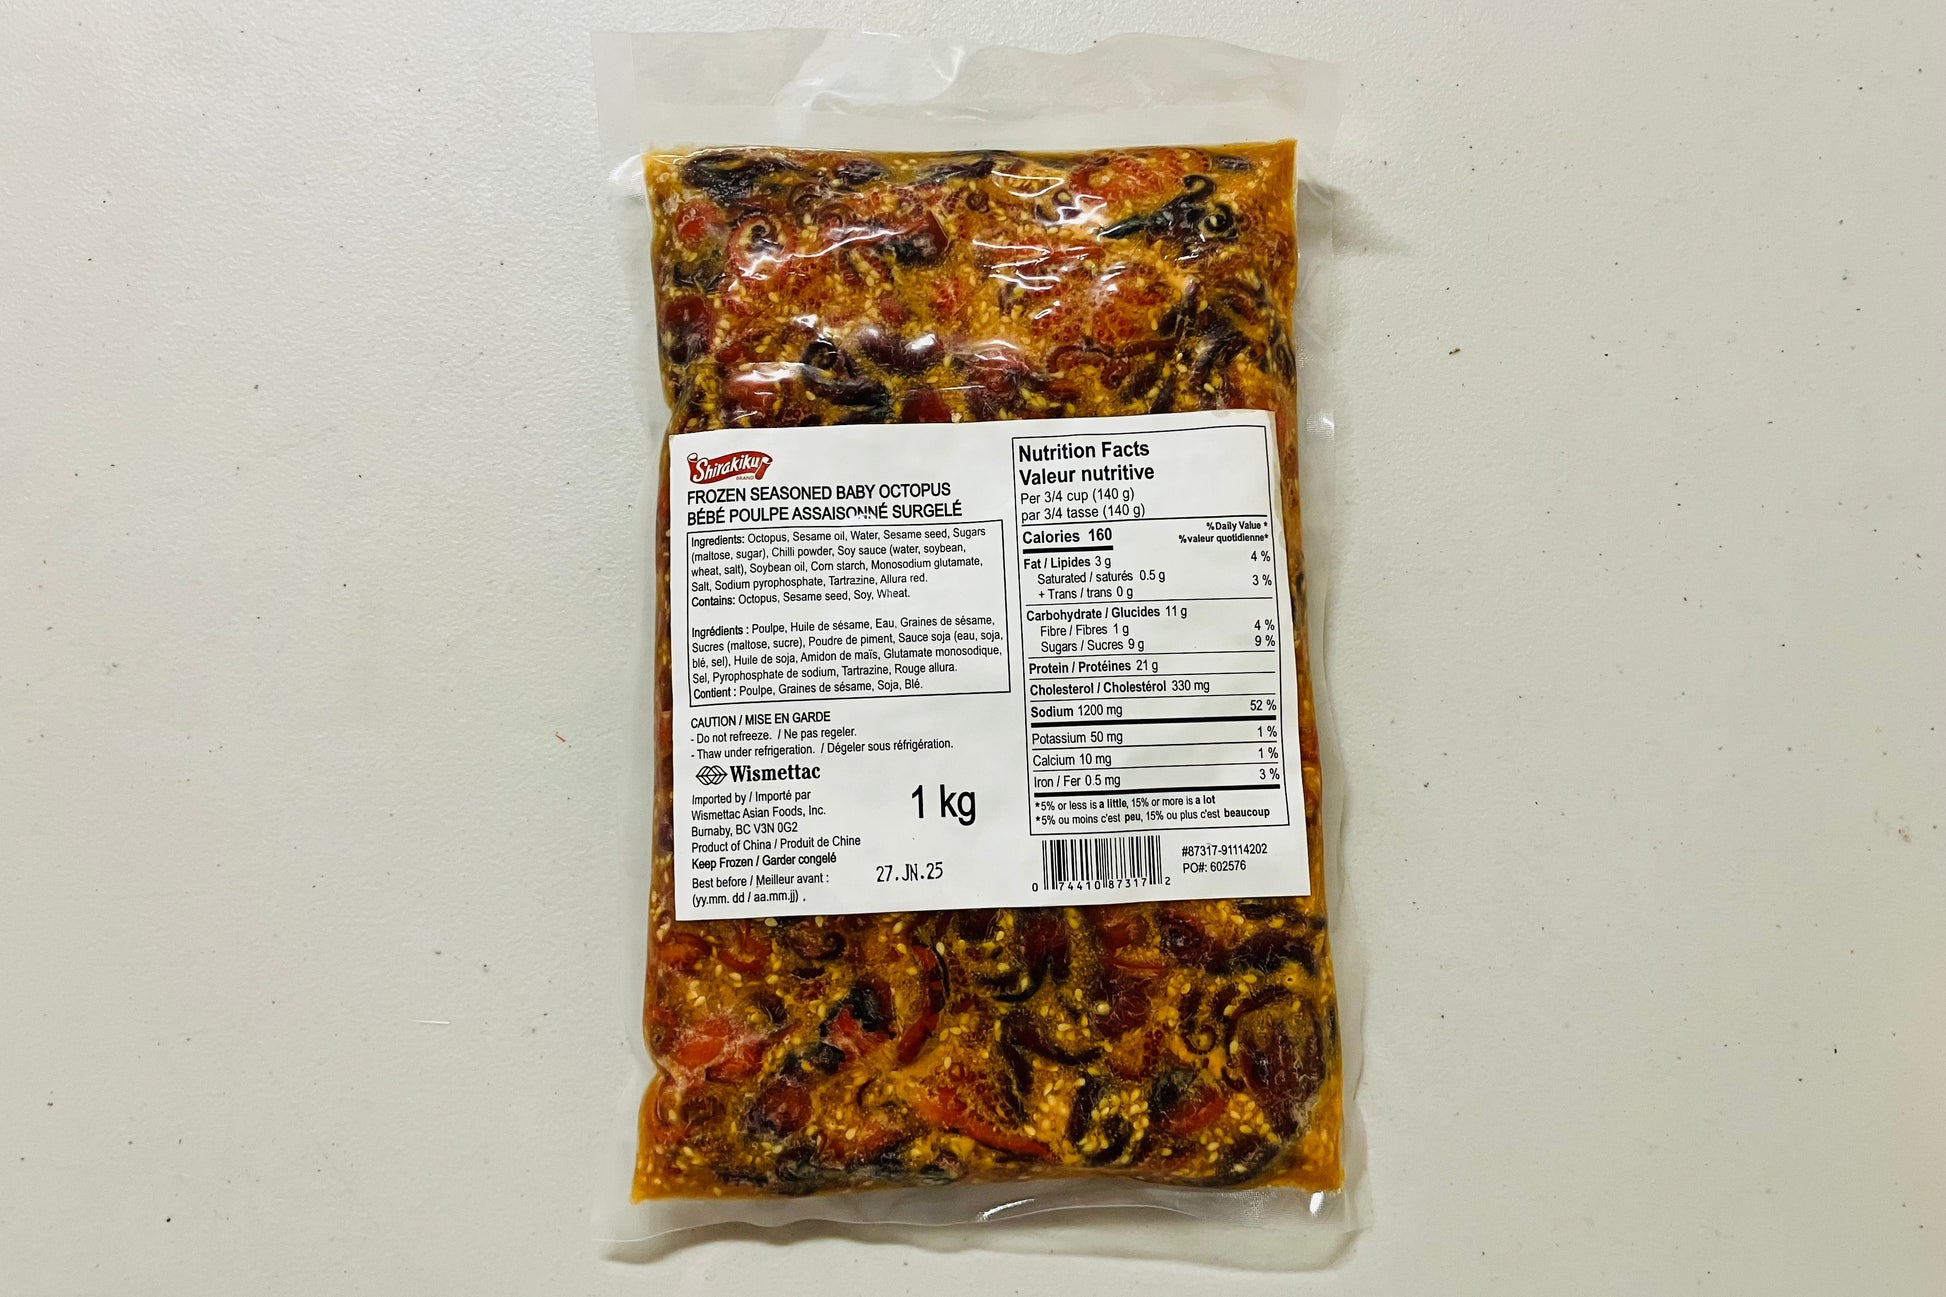 Shirakiku
BRAND
FROZEN SEASONED BABY OCTOPUS
BÉBÉ POULPE ASSAISONNÉ SURGELÉ
Ingredients: Octopus, Sesame oil, Water, Sesame seed, Sugars
(maltose, sugar), Chilli powder, Soy sauce (water, soybean,
wheat, salt), Soybean oil, Corn starch, Monosodium glutamate,
Salt, Sodium pyrophosphate, Tartrazine, Allura red.
Contains: Octopus, Sesame seed, Soy, Wheat.
Ingrédients : Poulpe, Huile de sésame, Eau, Graines de sésame,
Sucres (maltose, sucre), Poudre de piment, Sauce soja (eau, soja,
blé, sel), Huile de soja, Amidon de maïs, Glutamate monosodique,
Sel, Pyrophosphate de sodium, Tartrazine, Rouge allura.
Contient : Poulpe, Graines de sésame, Soja, Blé.
CAUTION / MISE EN GARDE
- Do not refreeze. / Ne pas regeler.
- Thaw under refrigeration. / Dégeler sous réfrigération.
Wismettac
Imported by / Importé par
Wismettac Asian Foods, Inc.
Burnaby, BC V3N 0G2
Product of China / Produit de Chine
Keep Frozen / Garder congelé
Best before / Meilleur avant :
(yy.mm. dd / aa.mm.jj) .
27.JN.25
1 kg
Nutrition Facts
Valeur nutritive
Per 3/4 cup (140 g)
par 3/4 tasse (140 g)
Calories 160
% Daily Value *
% valeur quotidienne*
Fat / Lipides 3 g 4 %
Saturated / saturés 0.5 g
+ Trans / trans 0 g 3 %
Carbohydrate / Glucides 11 g
Fibre / Fibres 1 g 4 %
Sugars / Sucres 9 g 9 %
Protein / Protéines 21 g
Cholesterol / Cholestérol 330 mg
Sodium 1200 mg 52 %
Potassium 50 mg 1 %
Calcium 10 mg 1 %
Iron / Fer 0.5 mg 3 %
*5% or less is a little, 15% or more is a lot
*5% ou moins c'est peu, 15% ou plus c'est beaucoup
0 74410 87317 2
#87317-91114202
PO#: 602576